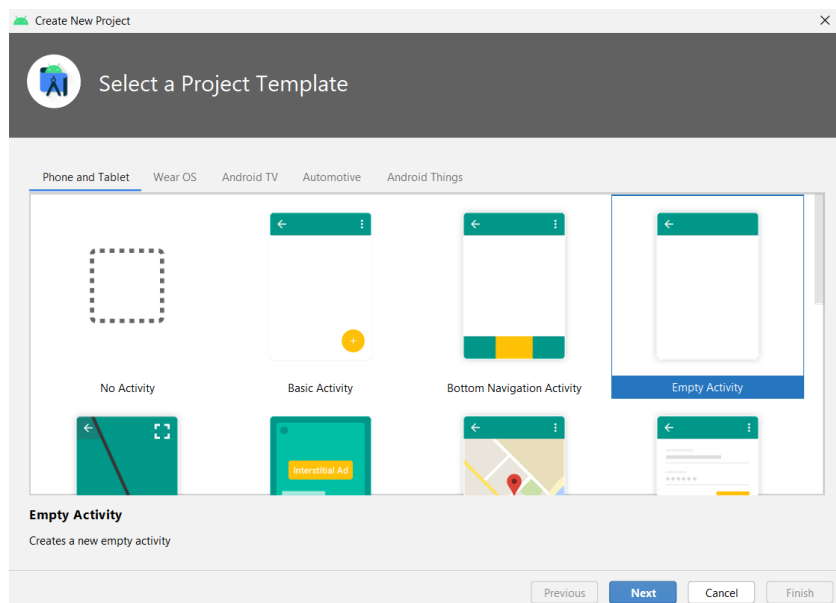 Create New Project
Select a Project Template
Phone and Tablet Wear OS Android TV Automotive Android Things
No Activity Basic Activity Bottom Navigation Activity Empty Activity
Interstitial Ad
Empty Activity
Creates a new empty activity
Previous Next Cancel Finish